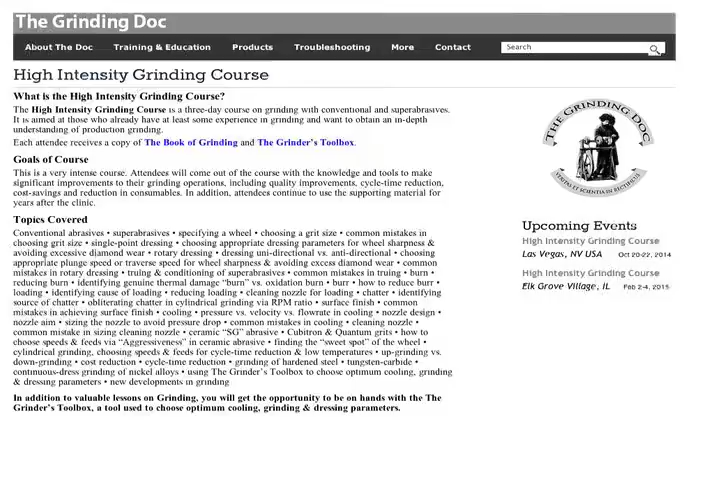 The Grinding Doc
About The Doc Training & Education Products Troubleshooting More Contact Search
High Intensity Grinding Course
What is the High Intensity Grinding Course?
The High Intensity Grinding Course is a three-day course on grinding with conventional and superabrasives.
It is aimed at those who already have at least some experience in grinding and want to obtain an in-depth
understanding of production grinding.
Each attendee receives a copy of The Book of Grinding and The Grinder's Toolbox.
Goals of Course
This is a very intense course. Attendees will come out of the course with the knowledge and tools to make
significant improvements to their grinding operations, including quality improvements, cycle-time reduction,
cost-savings and reduction in consumables. In addition, attendees continue to use the supporting material for
years after the clinic.
Topics Covered
Conventional abrasives • superabrasives • specifying a wheel • choosing a grit size • common mistakes in
choosing grit size • single-point dressing • choosing appropriate dressing parameters for wheel sharpness &
avoiding excessive diamond wear • rotary dressing • dressing uni-directional vs. anti-directional • choosing
appropriate plunge speed or traverse speed for wheel sharpness & avoiding excess diamond wear • common
mistakes in rotary dressing • truing & conditioning of superabrasives • common mistakes in truing • burn •
reducing burn • identifying genuine thermal damage "burn" vs. oxidation burn • burr • how to reduce burr •
loading • identifying cause of loading • reducing loading • cleaning nozzle for loading • chatter • identifying
source of chatter • obliterating chatter in cylindrical grinding via RPM ratio • surface finish • common
mistakes in achieving surface finish • cooling • pressure vs. velocity vs. flowrate in cooling • nozzle design •
nozzle aim • sizing the nozzle to avoid pressure drop • common mistakes in cooling • cleaning nozzle •
common mistake in sizing cleaning nozzle • ceramic "SG" abrasive • Cubitron & Quantum grits • how to
choose speeds & feeds via "Aggressiveness" in ceramic abrasive • finding the "sweet spot" of the wheel •
cylindrical grinding, choosing speeds & feeds for cycle-time reduction & low temperatures • up-grinding vs.
down-grinding • cost reduction • cycle-time reduction • grinding of hardened steel • tungsten-carbide •
continuous-dress grinding of nickel alloys • using The Grinder's Toolbox to choose optimum cooling, grinding
& dressing parameters • new developments in grinding
In addition to valuable lessons on Grinding, you will get the opportunity to be on hands with the The
Grinder's Toolbox, a tool used to choose optimum cooling, grinding & dressing parameters.
THE GRINDING DOC
VERITAS ET SCIENTIA IN RECTIFICIIS
Upcoming Events
High Intensity Grinding Course
Las Vegas, NV USA Oct 20-22, 2014
High Intensity Grinding Course
Elk Grove Village, IL Feb 2-4, 2015